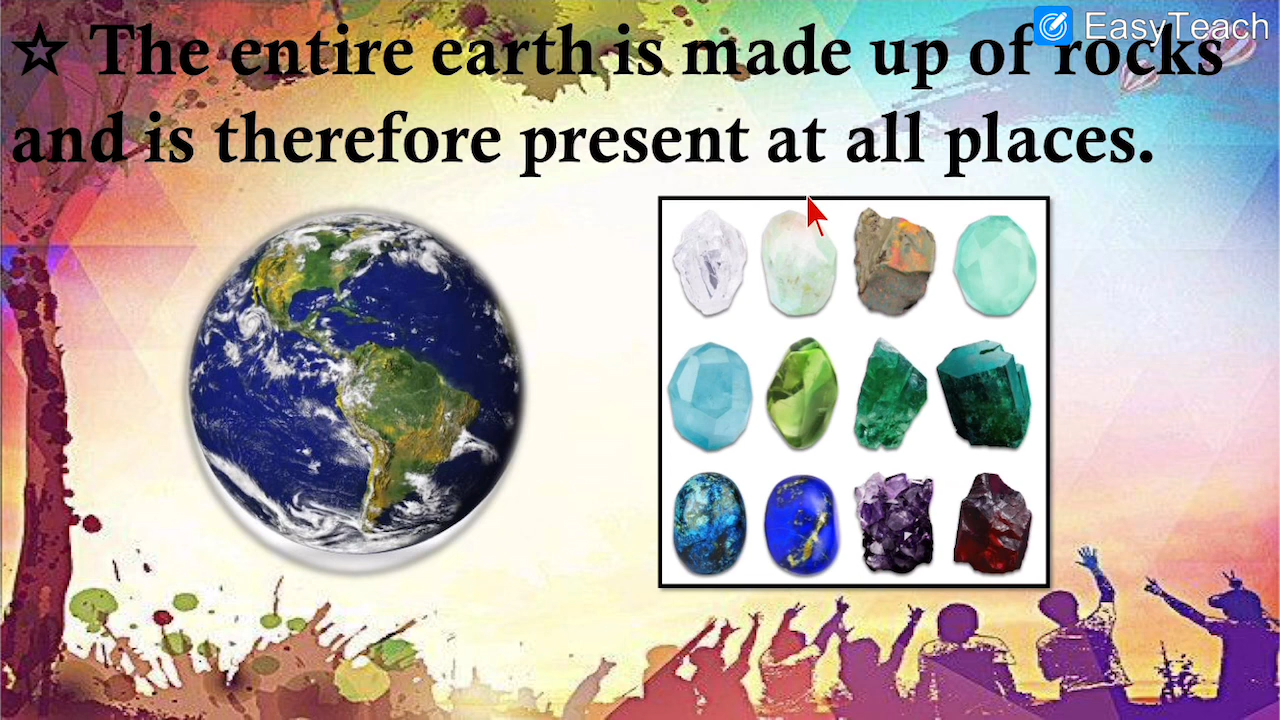 EasyTeach
☆ The entire earth is made up of rocks
and is therefore present at all places.